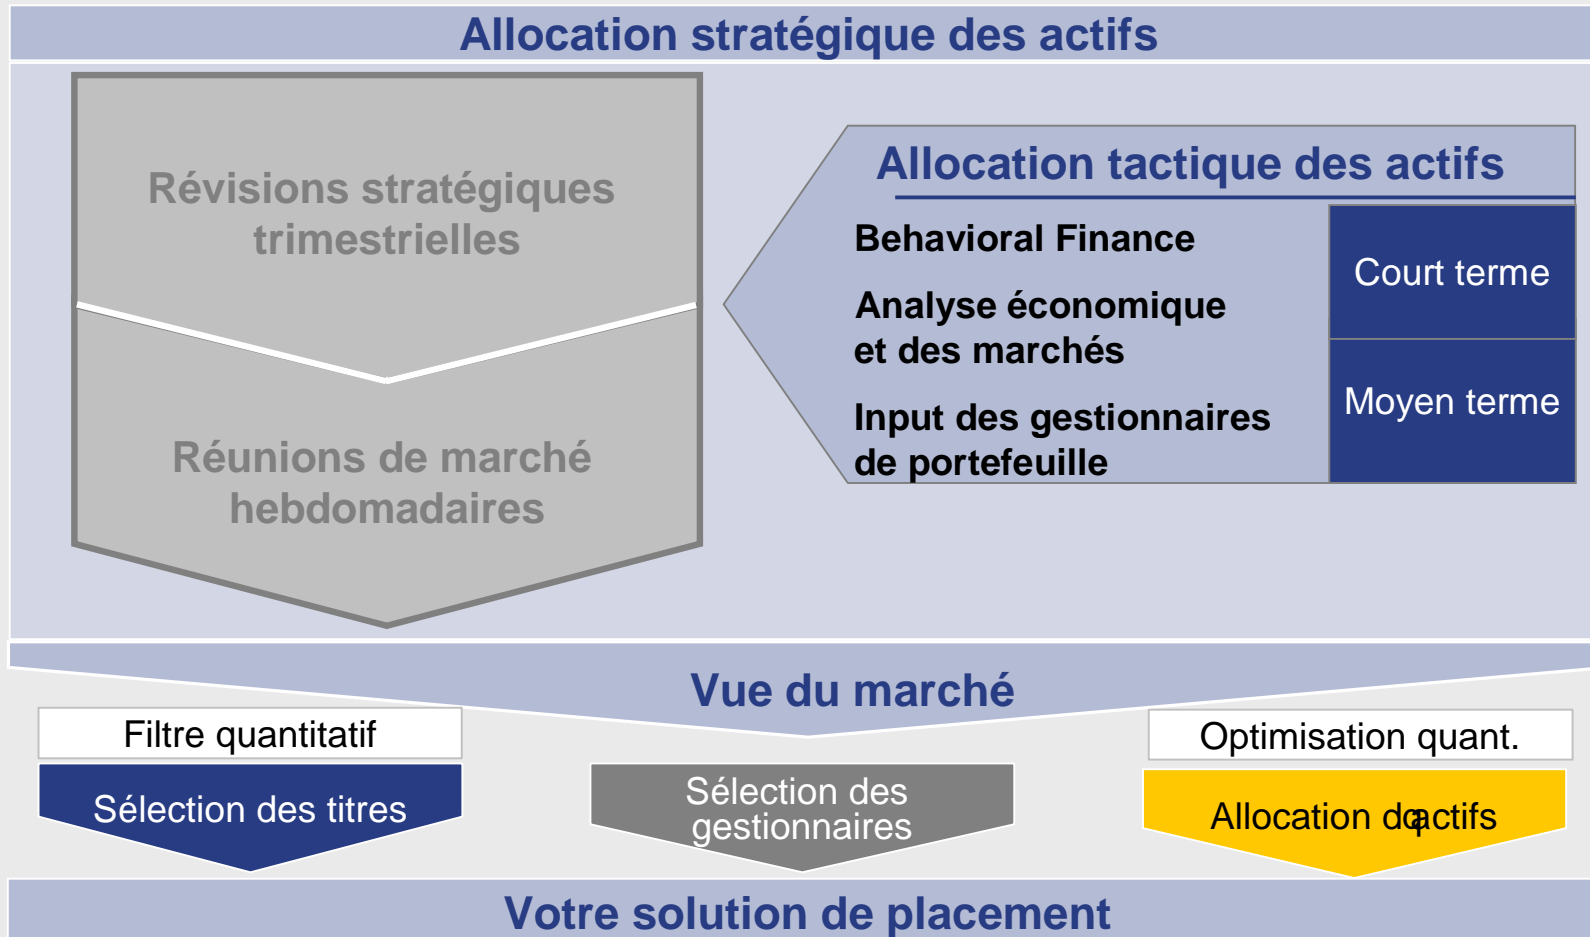 Allocation stratégique des actifs
Révisions stratégiques
trimestrielles
Réunions de marché
hebdomadaires
Allocation tactique des actifs
Behavioral Finance
Analyse économique
et des marchés
Input des gestionnaires
de portefeuille
Court terme
Moyen terme
Vue du marché
Filtre quantitatif
Sélection des titres
Sélection des
gestionnaires
Optimisation quant.
Allocation dqactifs
Votre solution de placement